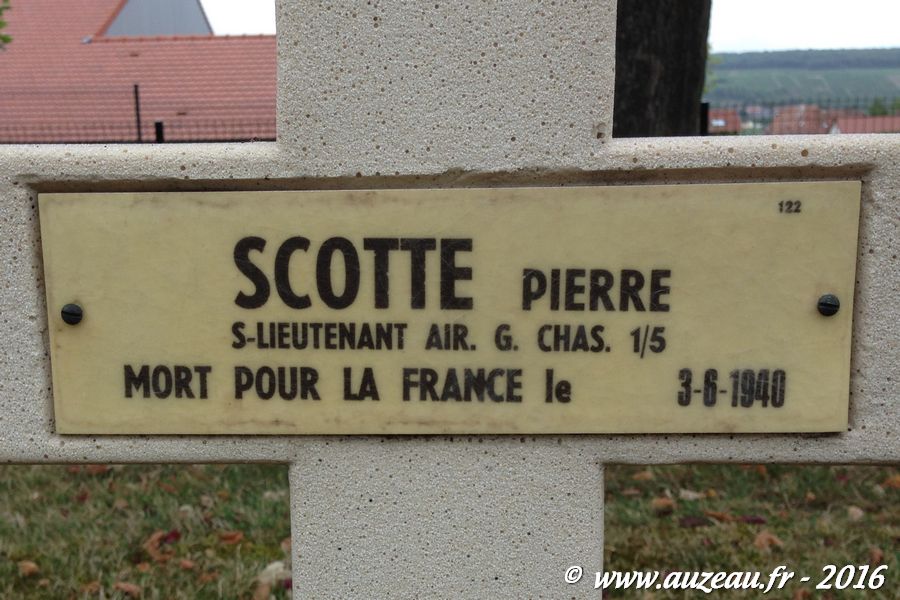 122
SCOTTE PIERRE
S-LIEUTENANT AIR. G. CHAS. 1/5
MORT POUR LA FRANCE le 3-6-1940
© www.auzeau.fr - 2016